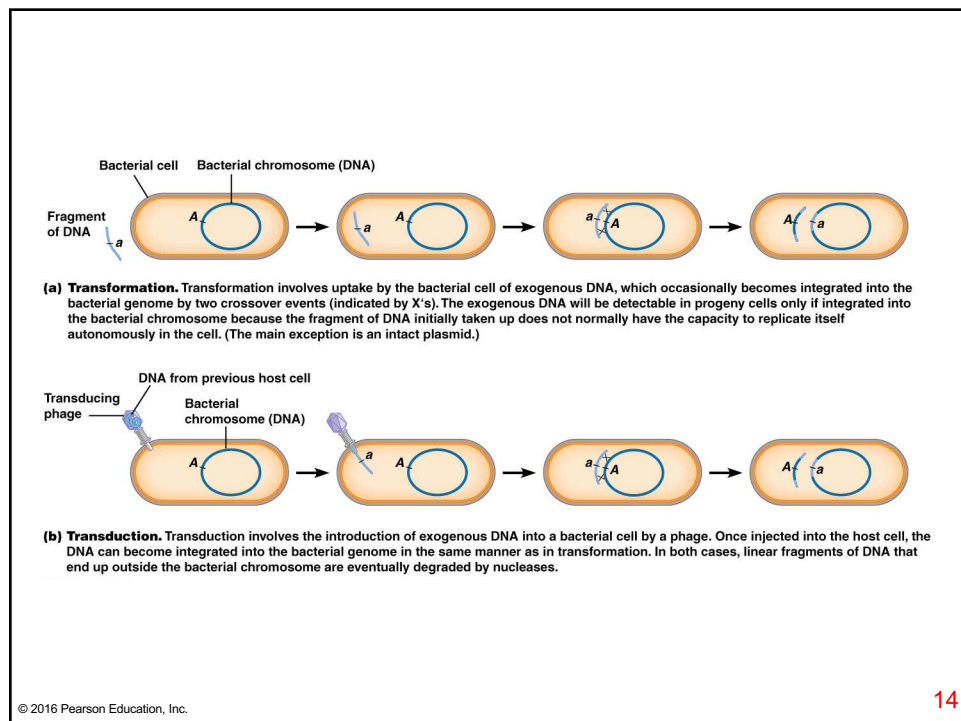 Bacterial cell Bacterial chromosome (DNA)
Fragment
of DNA
a
A
A
a
a
A
A
a
(a) Transformation. Transformation involves uptake by the bacterial cell of exogenous DNA, which occasionally becomes integrated into the
bacterial genome by two crossover events (indicated by X's). The exogenous DNA will be detectable in progeny cells only if integrated into
the bacterial chromosome because the fragment of DNA initially taken up does not normally have the capacity to replicate itself
autonomously in the cell. (The main exception is an intact plasmid.)
DNA from previous host cell
Transducing
phage
Bacterial
chromosome (DNA)
A
a
A
a
A
A
a
(b) Transduction. Transduction involves the introduction of exogenous DNA into a bacterial cell by a phage. Once injected into the host cell, the
DNA can become integrated into the bacterial genome in the same manner as in transformation. In both cases, linear fragments of DNA that
end up outside the bacterial chromosome are eventually degraded by nucleases.
© 2016 Pearson Education, Inc.
14